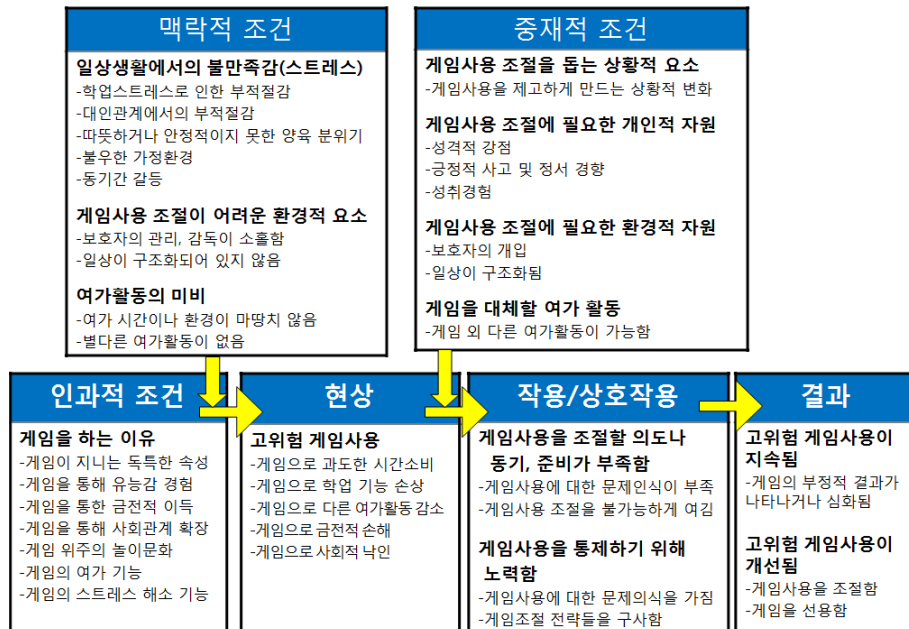 맥락적 조건
일상생활에서의 불만족감(스트레스)
-학업스트레스로 인한 부적절감
-대인관계에서의 부적절감
-따뜻하거나 안정적이지 못한 양육 분위기
-불우한 가정환경
-동기간 갈등
게임사용 조절이 어려운 환경적 요소
-보호자의 관리, 감독이 소홀함
-일상이 구조화되어 있지 않음
여가활동의 미비
-여가 시간이나 환경이 마땅치 않음
-별다른 여가활동이 없음
중재적 조건
게임사용 조절을 돕는 상황적 요소
-게임사용을 제고하게 만드는 상황적 변화
게임사용 조절에 필요한 개인적 자원
-성격적 강점
-긍정적 사고 및 정서 경향
-성취경험
게임사용 조절에 필요한 환경적 자원
-보호자의 개입
-일상이 구조화됨
게임을 대체할 여가 활동
-게임 외 다른 여가활동이 가능함
인과적 조건
게임을 하는 이유
-게임이 지니는 독특한 속성
-게임을 통해 유능감 경험
-게임을 통한 금전적 이득
-게임을 통해 사회관계 확장
-게임 위주의 놀이문화
-게임의 여가 기능
-게임의 스트레스 해소 기능
현상
고위험 게임사용
-게임으로 과도한 시간소비
-게임으로 학업 기능 손상
-게임으로 다른 여가활동 감소
-게임으로 금전적 손해
-게임으로 사회적 낙인
작용/상호작용
게임사용을 조절할 의도나
동기, 준비가 부족함
-게임사용에 대한 문제인식이 부족
-게임사용 조절을 불가능하게 여김
게임사용을 통제하기 위해
노력함
-게임사용에 대한 문제의식을 가짐
-게임조절 전략들을 구사함
결과
고위험 게임사용이
지속됨
-게임의 부정적 결과가
나타나거나 심화됨
고위험 게임사용이
개선됨
-게임사용을 조절함
-게임을 선용함